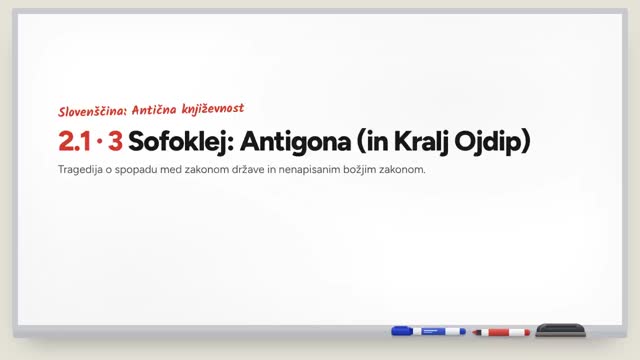 Slovenščina: Antična književnost
2.1 · 3 Sofoklej: Antigona (in Kralj Ojdip)
Tragedija o spopadu med zakonom države in nenapisanim božjim zakonom.